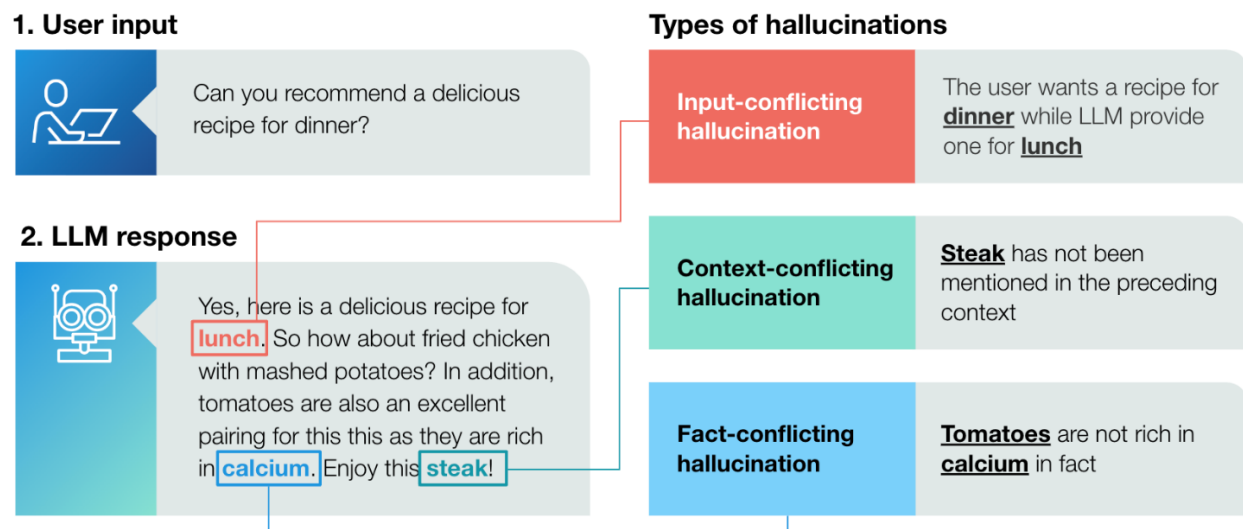 1. User input
Can you recommend a delicious
recipe for dinner?
2. LLM response
Yes, here is a delicious recipe for
lunch. So how about fried chicken
with mashed potatoes? In addition,
tomatoes are also an excellent
pairing for this this as they are rich
in calcium. Enjoy this steak!
Types of hallucinations
Input-conflicting
hallucination
The user wants a recipe for
dinner while LLM provide
one for lunch
Context-conflicting
hallucination
Steak has not been
mentioned in the preceding
context
Fact-conflicting
hallucination
Tomatoes are not rich in
calcium in fact